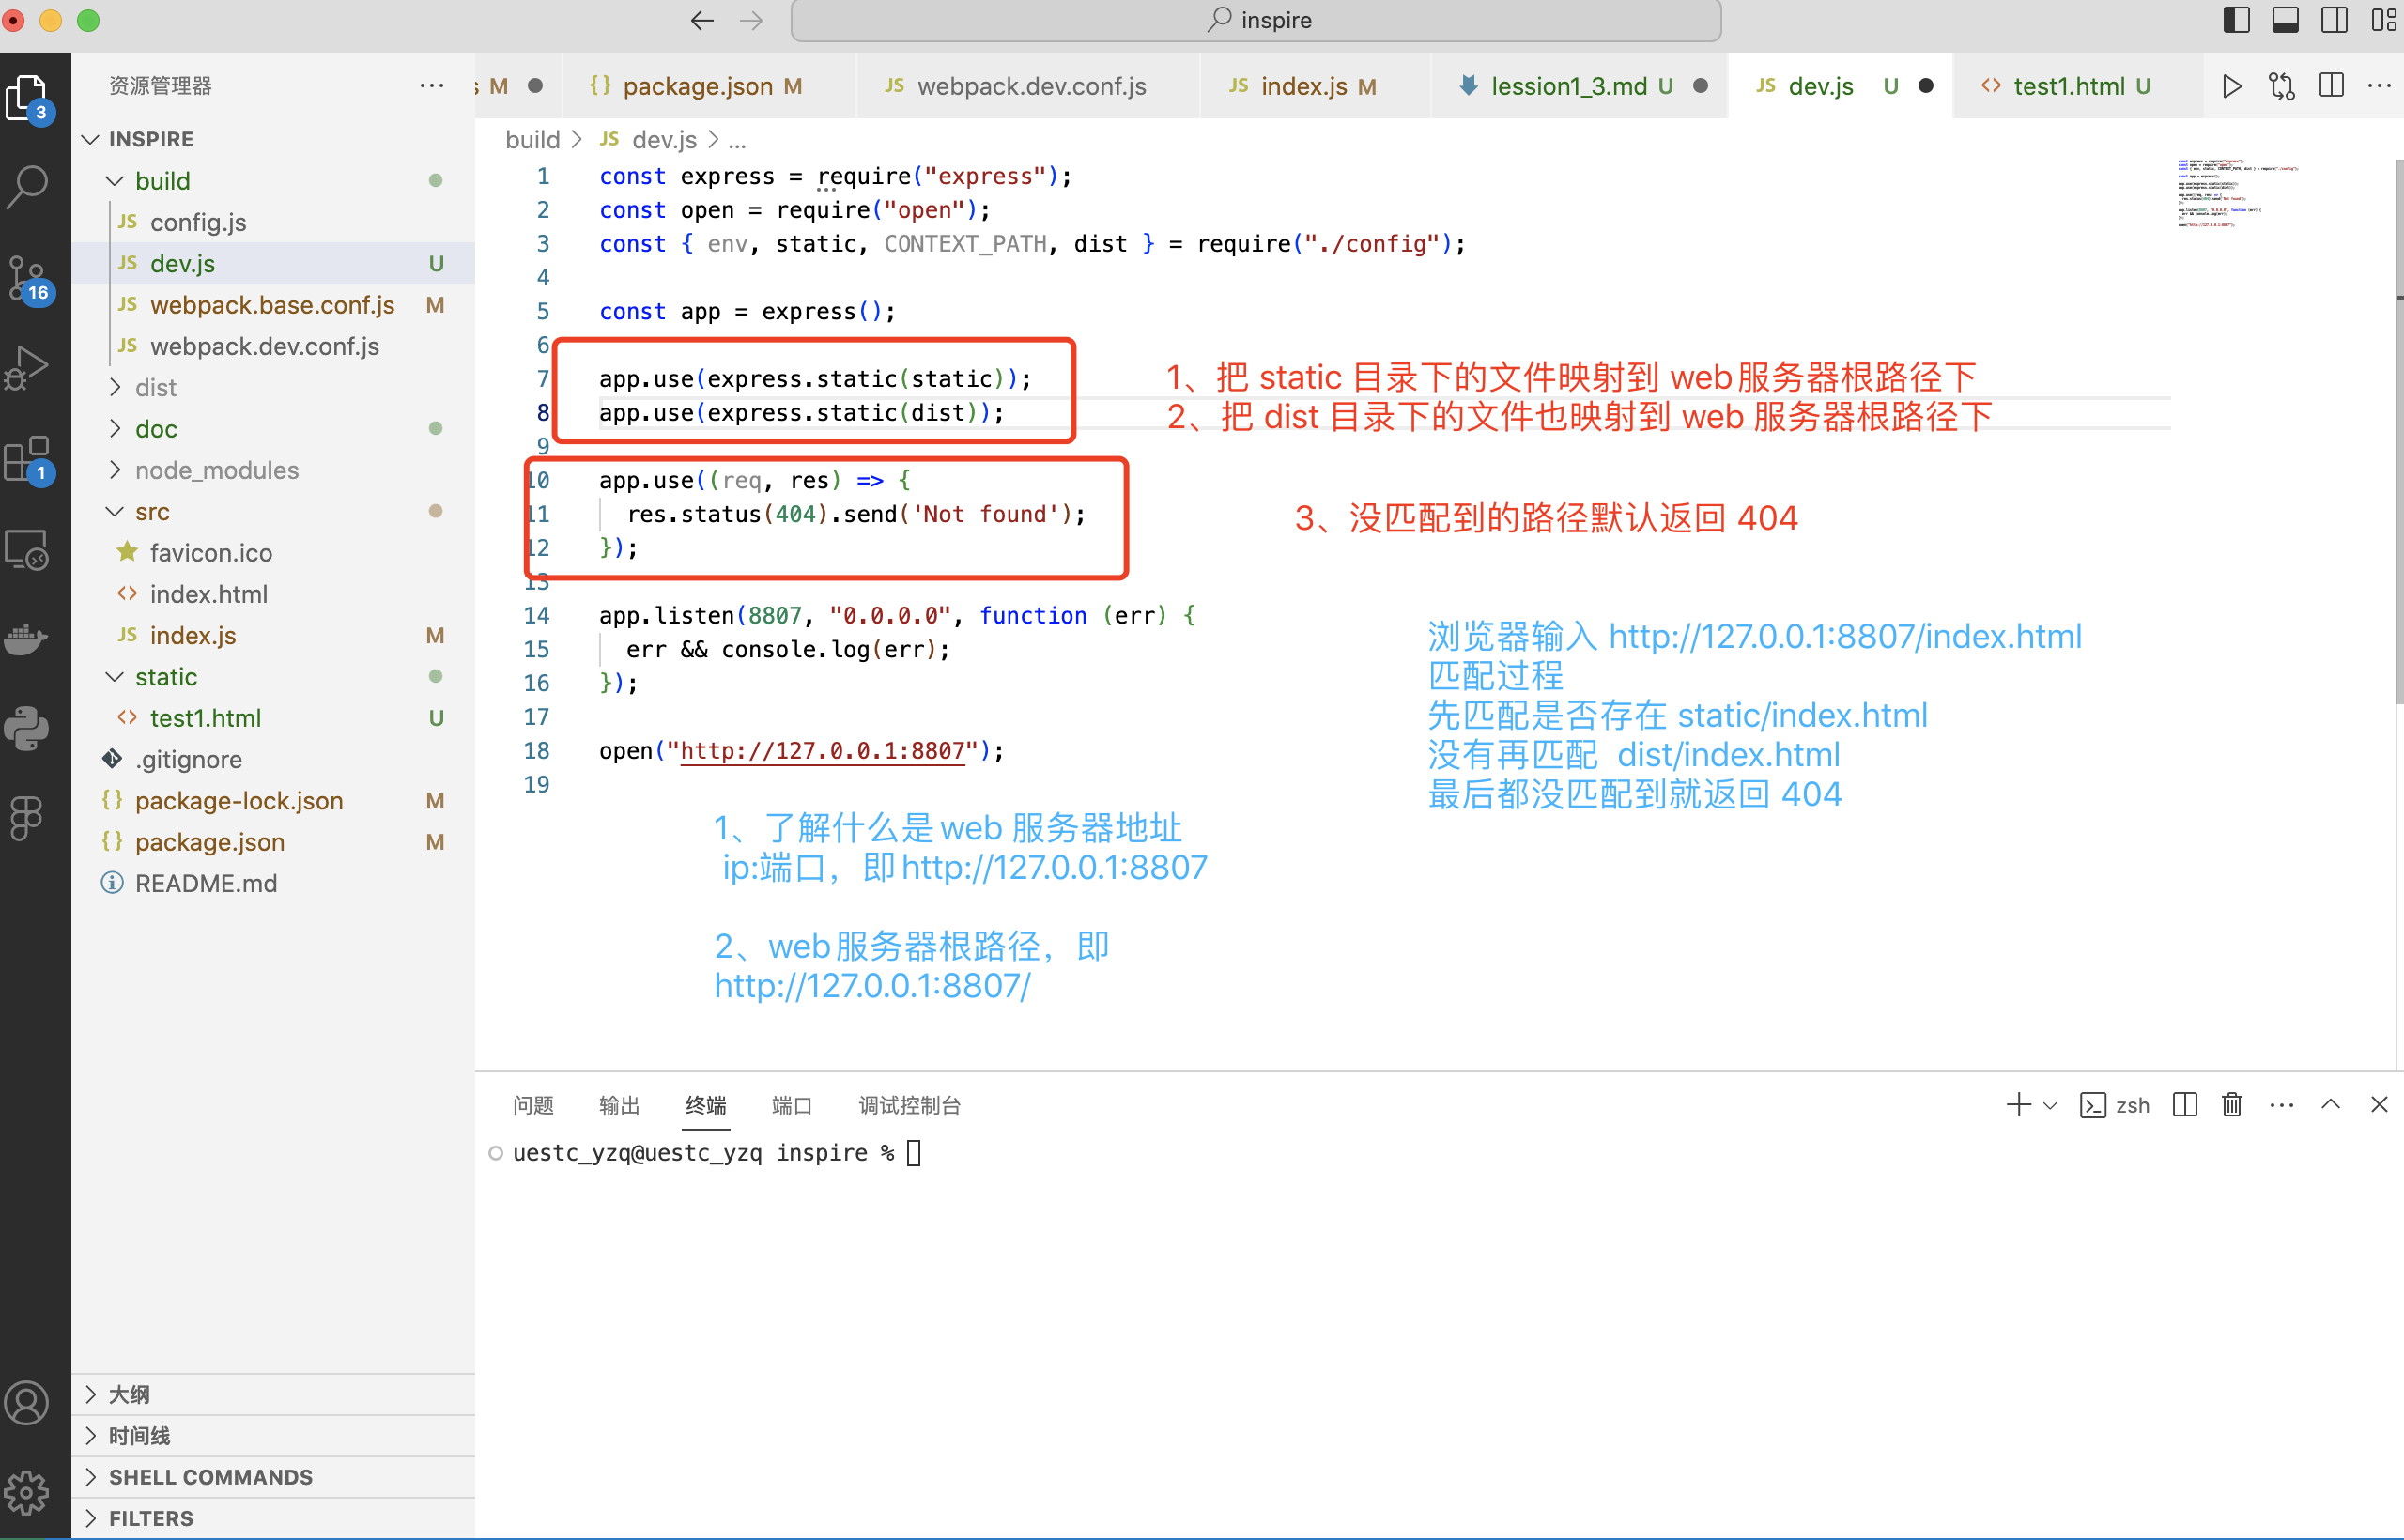 inspire
资源管理器
M
package.json M
webpack.dev.conf.js
index.js M
lession1_3.md U
dev.js U
test1.html U
3
INSPIRE
build
config.js
dev.js U
webpack.base.conf.js M
webpack.dev.conf.js
dist
doc
node_modules
src
favicon.ico
index.html
index.js M
static
test1.html U
.gitignore
package-lock.json M
package.json M
README.md
16
1
build > JS dev.js > ...
1 const express = require("express");
2 const open = require("open");
3 const { env, static, CONTEXT_PATH, dist } = require("./config");
4
5 const app = express();
6
7 app.use(express.static(static));
8 app.use(express.static(dist));
9
10 app.use((req, res) => {
11 res.status(404).send('Not found');
12 });
13
14 app.listen(8807, "0.0.0.0", function (err) {
15 err && console.log(err);
16 });
17
18 open("http://127.0.0.1:8807");
19
1、把 static 目录下的文件映射到 web服务器根路径下
2、把 dist 目录下的文件也映射到 web 服务器根路径下
3、没匹配到的路径默认返回 404
浏览器输入 http://127.0.0.1:8807/index.html
匹配过程
先匹配是否存在 static/index.html
没有再匹配 dist/index.html
最后都没匹配到就返回 404
1、了解什么是web 服务器地址
ip:端口，即http://127.0.0.1:8807
2、web服务器根路径，即
http://127.0.0.1:8807/
问题 输出 终端 端口 调试控制台
zsh
uestc_yzq@uestc_yzq inspire %
大纲
时间线
SHELL COMMANDS
FILTERS